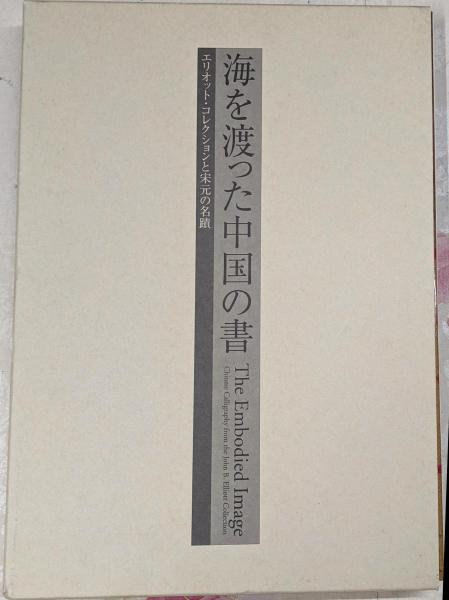 海を渡った中国の書
エリオット・コレクションと宋元の名蹟
The Embodied Image
Chinese Calligraphy from the John B. Elliott Collection